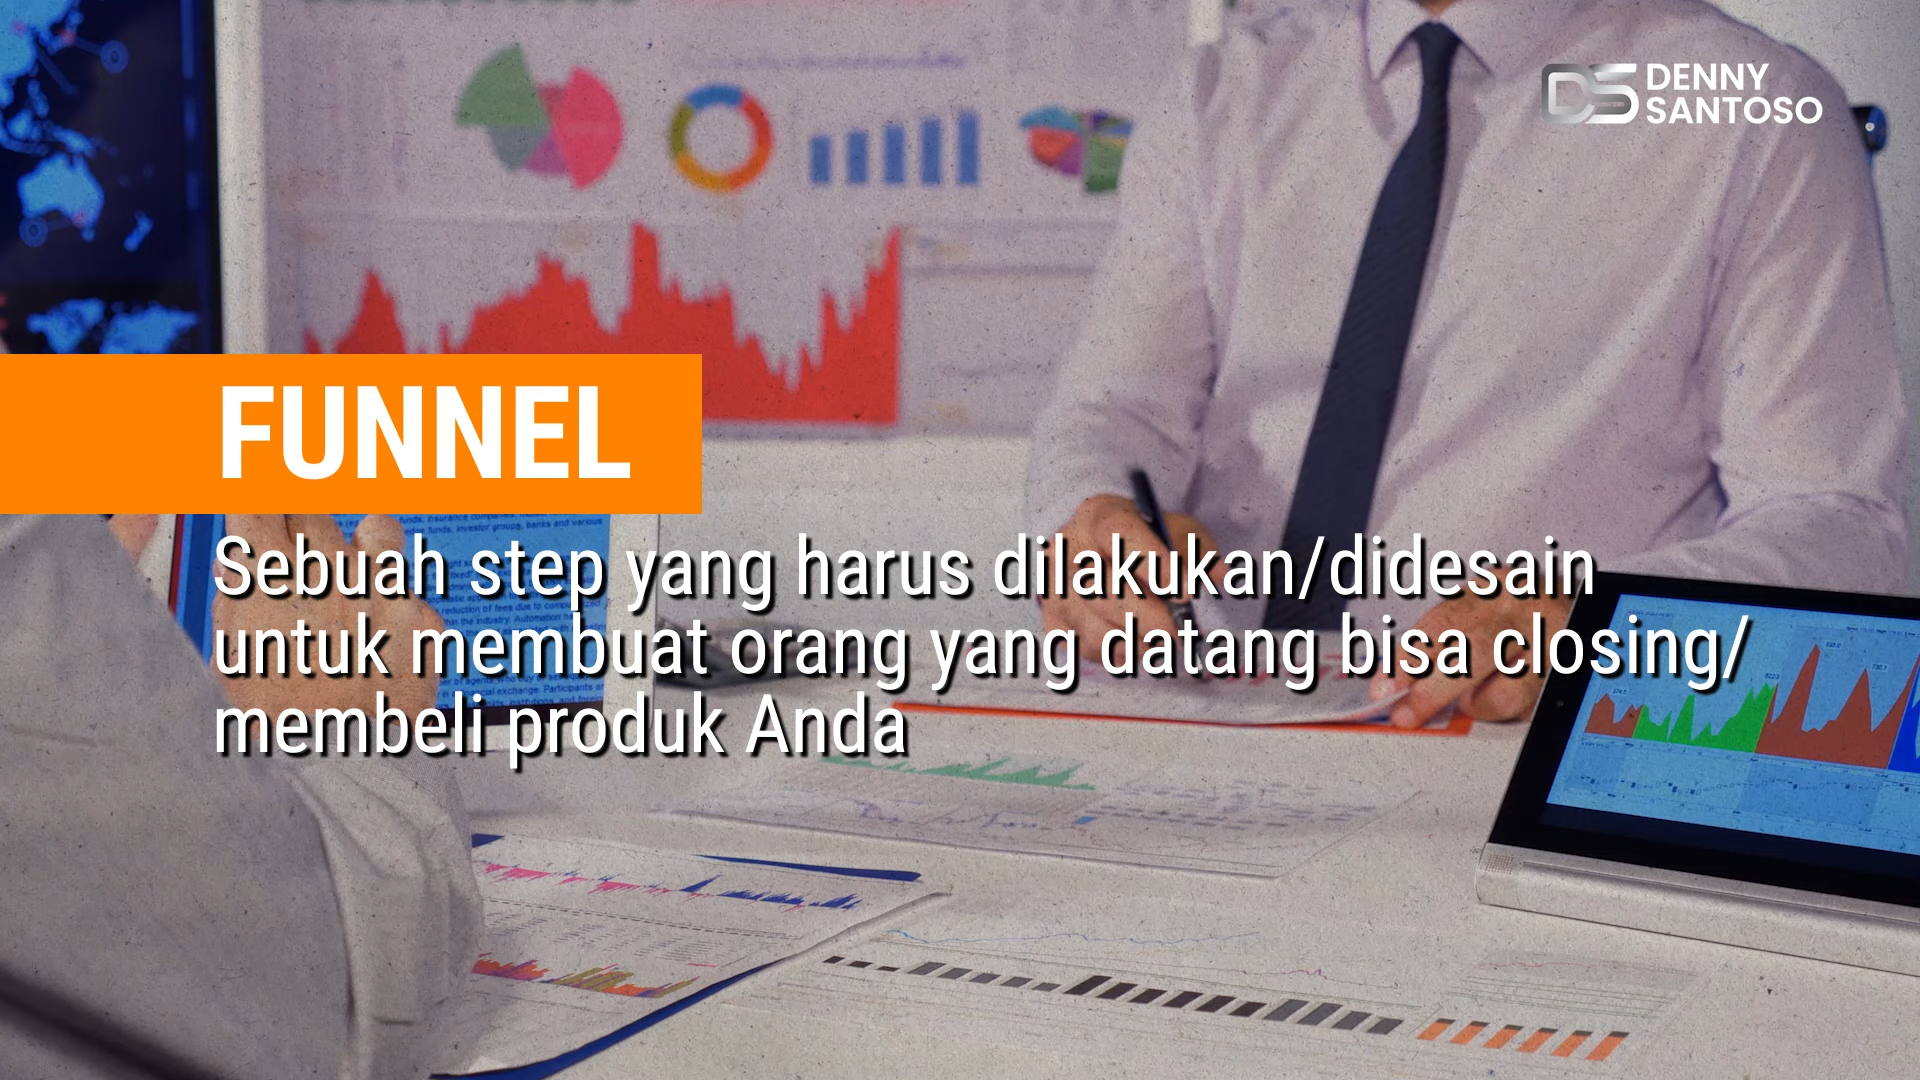 DS DENNY
SANTOSO
FUNNEL
Sebuah step yang harus dilakukan/didesain
untuk membuat orang yang datang bisa closing/
membeli produk Anda